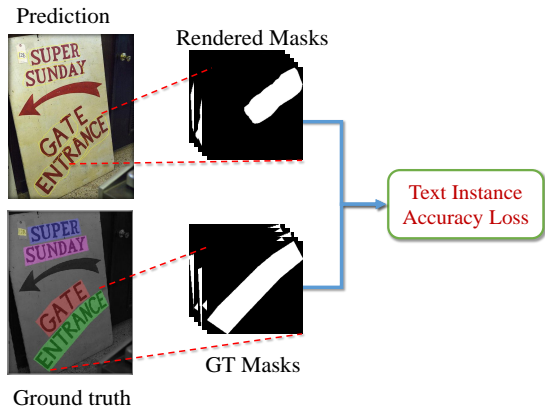 Prediction
Rendered Masks
SUPER
SUNDAY
GATE
ENTRANCE
Text Instance
Accuracy Loss
SUPER
SUNDAY
GATE
ENTRANCE
GT Masks
Ground truth